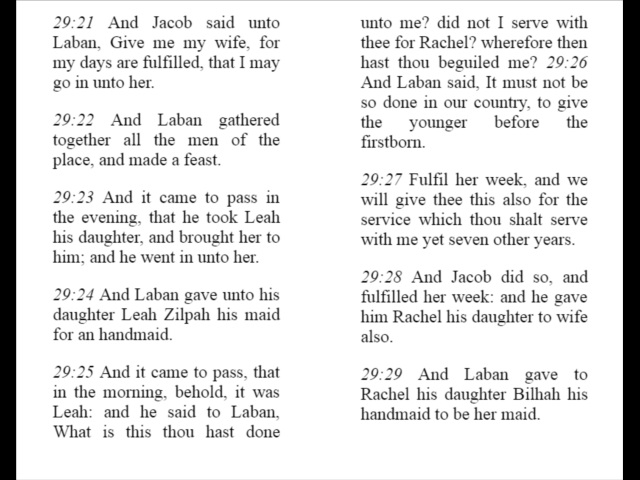 29:21 And Jacob said unto
Laban, Give me my wife, for
my days are fulfilled, that I may
go in unto her.
29:22 And Laban gathered
together all the men of the
place, and made a feast.
29:23 And it came to pass in
the evening, that he took Leah
his daughter, and brought her to
him; and he went in unto her.
29:24 And Laban gave unto his
daughter Leah Zilpah his maid
for an handmaid.
29:25 And it came to pass, that
in the morning, behold, it was
Leah: and he said to Laban,
What is this thou hast done
unto me? did not I serve with
thee for Rachel? wherefore then
hast thou beguiled me? 29:26
And Laban said, It must not be
so done in our country, to give
the younger before the
firstborn.
29:27 Fulfil her week, and we
will give thee this also for the
service which thou shalt serve
with me yet seven other years.
29:28 And Jacob did so, and
fulfilled her week: and he gave
him Rachel his daughter to wife
also.
29:29 And Laban gave to
Rachel his daughter Bilhah his
handmaid to be her maid.